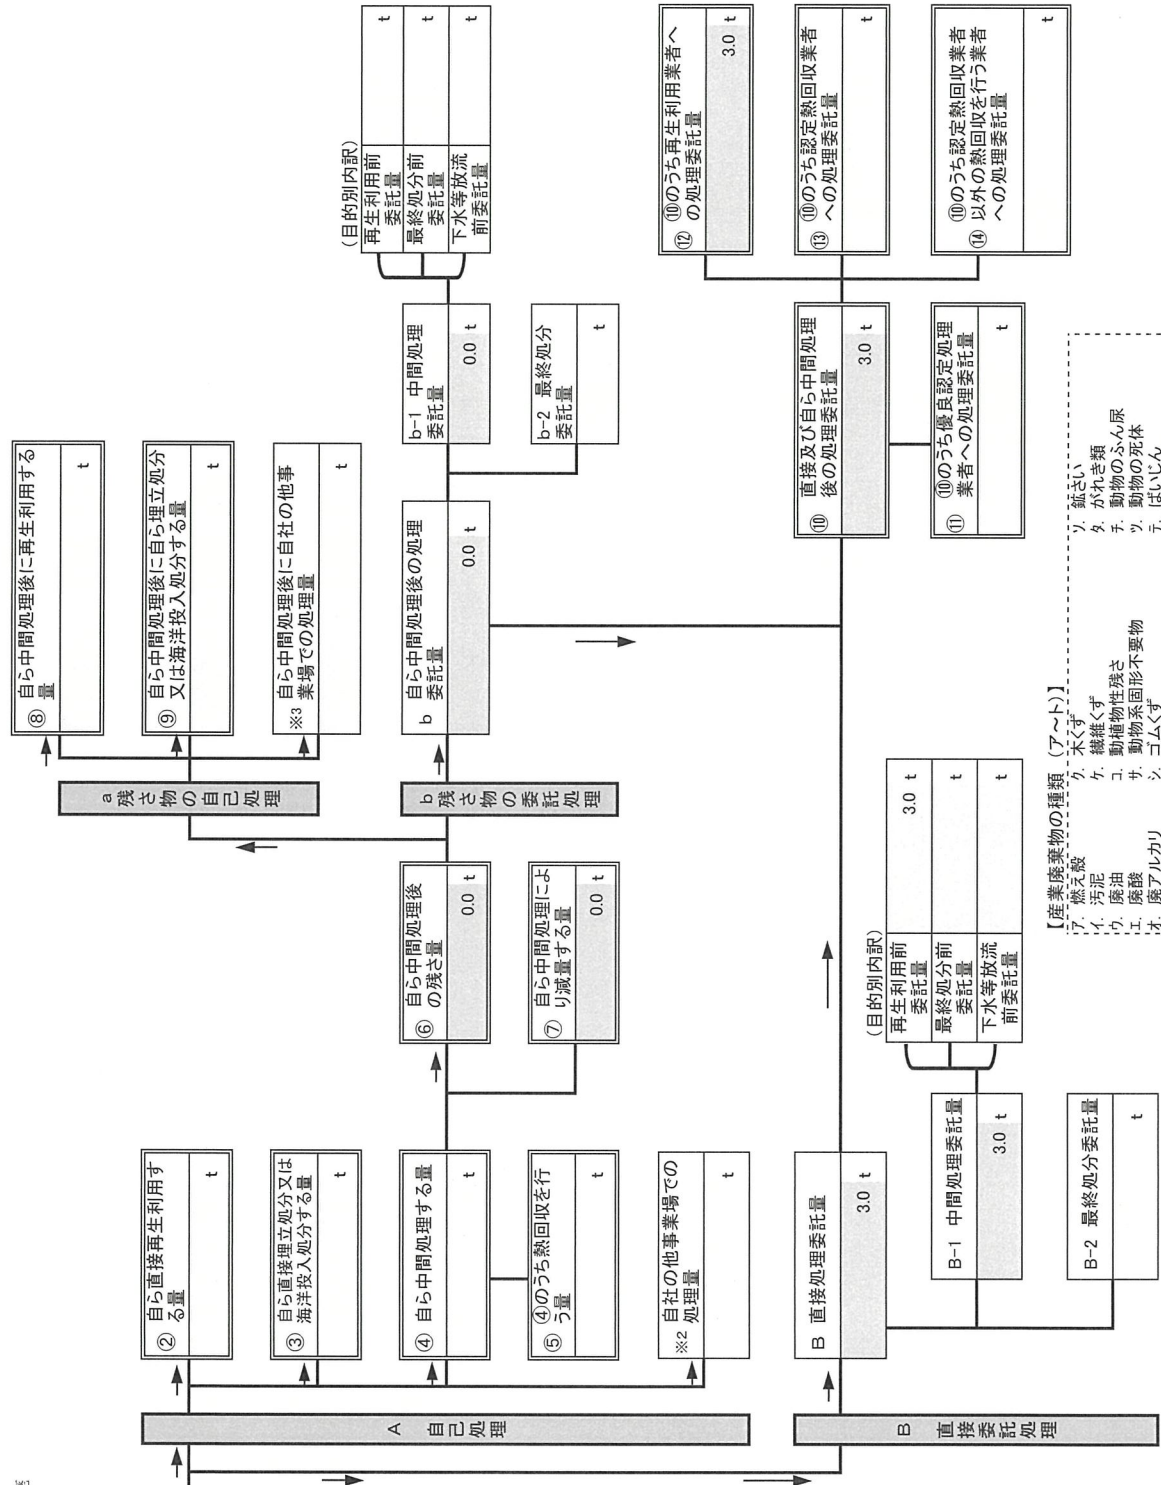 A 自己処理
② 自ら直接再生利用す
る量
t
③ 自ら直接埋立処分又は
海洋投入処分する量
t
④ 自ら中間処理する量
t
⑤ ④のうち熱回収を行
う量
t
※2 自社の他事業場での
処理量
t
⑥ 自ら中間処理後
の残さ量
0.0 t
⑦ 自ら中間処理によ
り減量する量
0.0 t
a 残さ物の自己処理
⑧ 自ら中間処理後に再生利用する
量
t
⑨ 自ら中間処理後に自ら埋立処分
又は海洋投入処分する量
t
※3 自ら中間処理後に自社の他事
業場での処理量
t
b 残さ物の委託処理
b 自ら中間処理後の処理
委託量
0.0 t
b-1 中間処理
委託量
0.0 t
b-2 最終処分
委託量
t
(目的別内訳)
再生利用前
委託量
t
最終処分前
委託量
t
下水等放流
前委託量
t
B 直接委託処理
B 直接処理委託量
3.0 t
B-1 中間処理委託量
3.0 t
B-2 最終処分委託量
t
(目的別内訳)
再生利用前
委託量
3.0 t
最終処分前
委託量
t
下水等放流
前委託量
t
⑩ 直接及び自ら中間処理
後の処理委託量
3.0 t
⑪ ⑩のうち優良認定処理
業者への処理委託量
t
⑫ ⑩のうち再生利用業者へ
の処理委託量
3.0 t
⑬ ⑩のうち認定熱回収業者
への処理委託量
t
⑭ ⑩のうち認定熱回収業者
以外の熱回収を行う業者
への処理委託量
t
【産業廃棄物の種類 (ア~ト)】
ア. 燃え殻
イ. 汚泥
ウ. 廃油
エ. 廃酸
オ. 廃アルカリ
ク. 木くず
ケ. 繊維くず
コ. 動植物性残さ
サ. 動物系固形不要物
シ. ゴムくず
ソ. 鉱さい
タ. がれき類
チ. 動物のふん尿
ツ. 動物の死体
テ. ばいじん